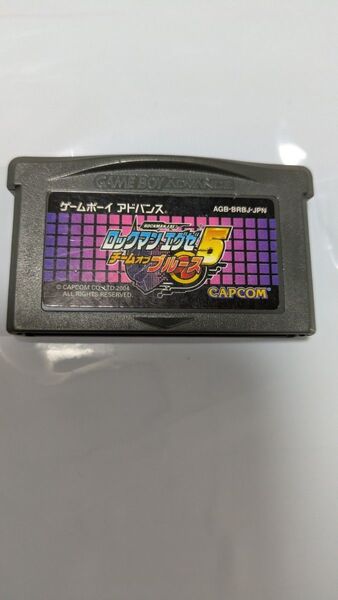 GAME BOY ADVANCE
ゲームボーイ アドバンス
AGB-BRBJ-JPN
ROCKMAN EXE
ロックマン エグゼ 5
チーム オブ ブルース
© CAPCOM CO., LTD. 2004
ALL RIGHTS RESERVED.
CAPCOM